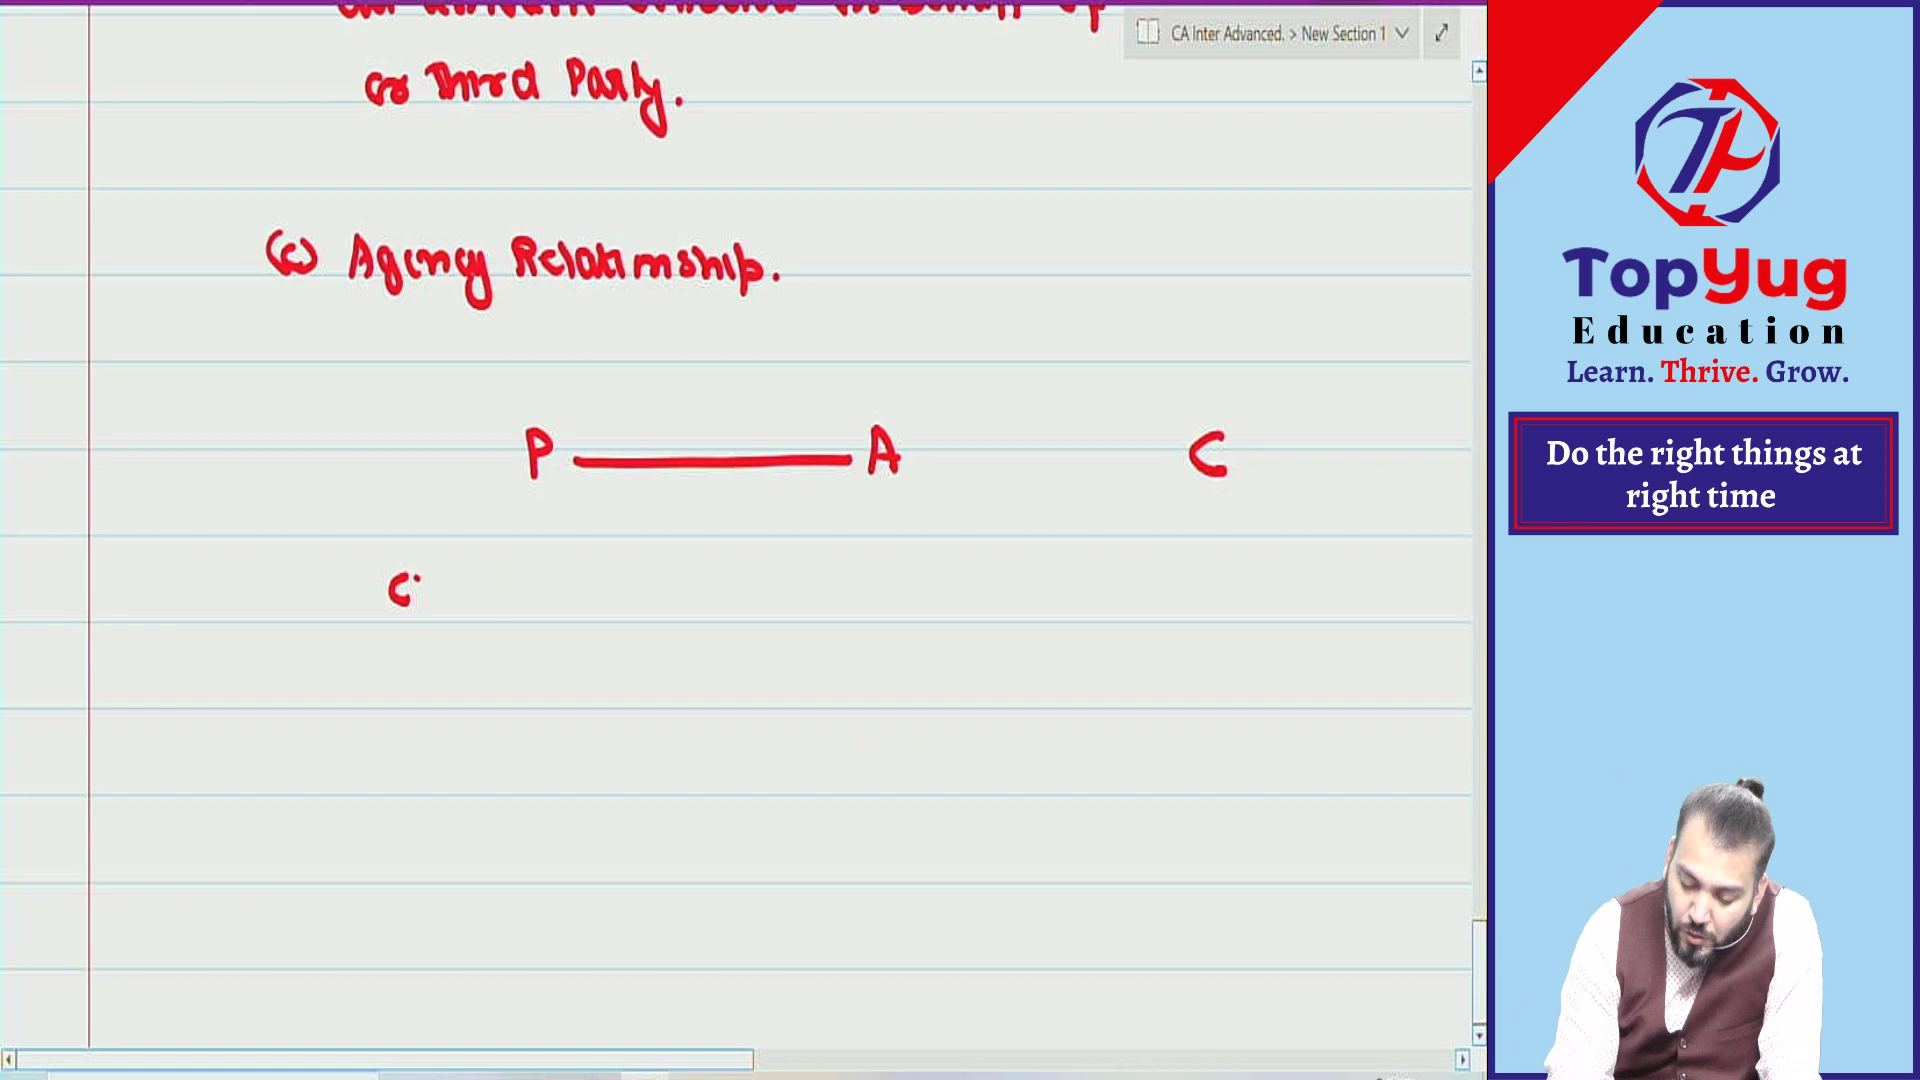 or Third Party.
CA Inter Advanced. > New Section 1
(c) Agency Relationship.
P A C
C
TopYug
Education
Learn. Thrive. Grow.
Do the right things at
right time